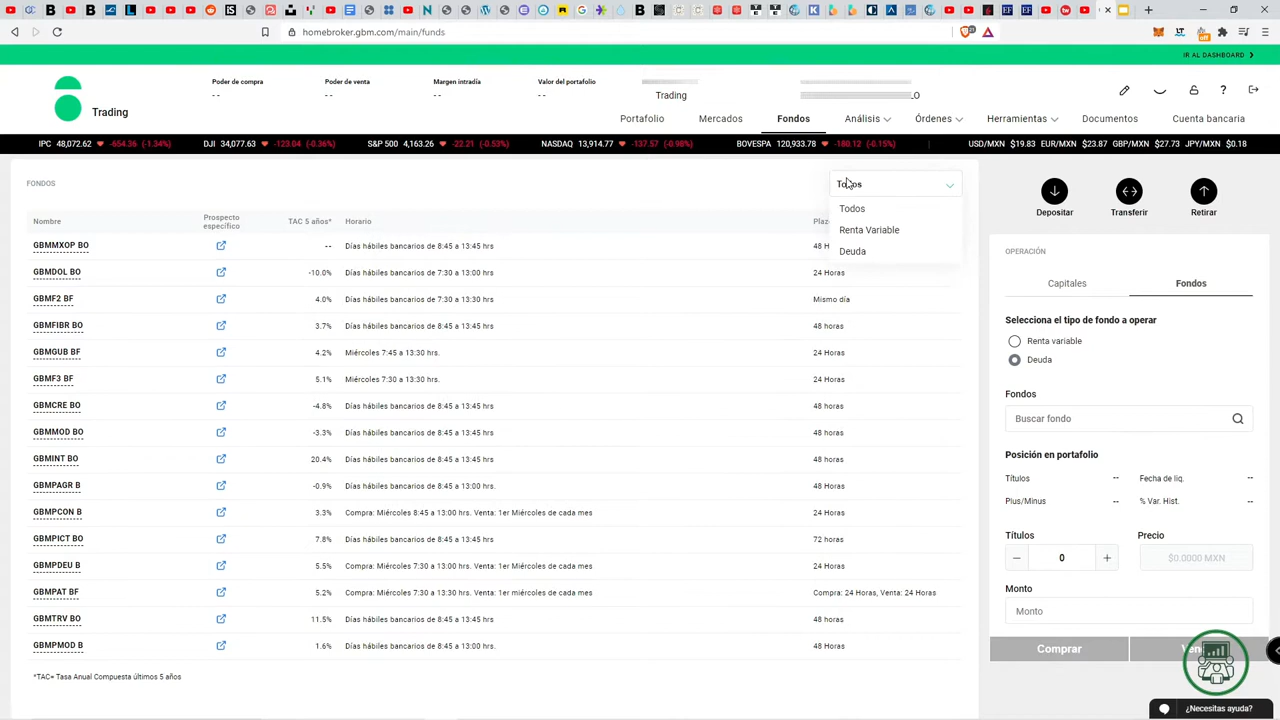 homebroker.gbm.com/main/funds
IR AL DASHBOARD
Trading
Poder de compra
--
Poder de venta
--
Margen intradía
--
Valor del portafolio
--
Trading
O
Portafolio Mercados Fondos Análisis Órdenes Herramientas Documentos Cuenta bancaria
IPC 48,072.62 -654.36 (-1.34%) DJI 34,077.63 -123.04 (-0.36%) S&P 500 4,163.26 -22.21 (-0.53%) NASDAQ 13,914.77 -137.57 (-0.98%) BOVESPA 120,933.78 -180.12 (-0.15%) USD/MXN $19.83 EUR/MXN $23.87 GBP/MXN $27.73 JPY/MXN $0.18
FONDOS
Todos
Todos
Renta Variable
Deuda
Nombre Prospecto específico TAC 5 años* Horario
GBMMXOP BO -- Días hábiles bancarios de 8:45 a 13:45 hrs 48 H
GBMDOL BO -10.0% Días hábiles bancarios de 7:30 a 13:00 hrs 24 Horas
GBMF2 BF 4.0% Días hábiles bancarios de 7:30 a 13:30 hrs Mismo día
GBMFIBR BO 3.7% Días hábiles bancarios de 8:45 a 13:45 hrs 48 horas
GBMGUB BF 4.2% Miércoles 7:45 a 13:30 hrs. 24 Horas
GBMF3 BF 5.1% Miércoles 7:30 a 13:30 hrs. 24 Horas
GBMCRE BO -4.8% Días hábiles bancarios de 8:45 a 13:45 hrs 48 horas
GBMMOD BO -3.3% Días hábiles bancarios de 8:45 a 13:45 hrs 48 horas
GBMINT BO 20.4% Días hábiles bancarios de 8:45 a 13:45 hrs 48 horas
GBMPAGR B -0.9% Días hábiles bancarios de 8:45 a 13:00 hrs. 48 Horas
GBMPCON B 3.3% Compra: Miércoles 8:45 a 13:00 hrs. Venta: 1er Miércoles de cada mes 24 Horas
GBMPICT BO 7.8% Días hábiles bancarios de 8:45 a 13:45 hrs 72 horas
GBMPDEU B 5.5% Compra: Miércoles 7:30 a 13:00 hrs. Venta: 1er Miércoles de cada mes 24 Horas
GBMPAT BF 5.2% Compra: Miércoles 7:30 a 13:30 hrs. Venta: 1er miércoles de cada mes Compra: 24 Horas, Venta: 24 Horas
GBMTRV BO 11.5% Días hábiles bancarios de 8:45 a 13:45 hrs 48 horas
GBMPMOD B 1.6% Días hábiles bancarios de 8:45 a 13:00 hrs. 48 Horas
*TAC= Tasa Anual Compuesta últimos 5 años
Depositar Transferir Retirar
OPERACIÓN
Capitales Fondos
Selecciona el tipo de fondo a operar
Renta variable
Deuda
Fondos
Buscar fondo
Posición en portafolio
Títulos -- Fecha de liq. --
Plus/Minus -- % Var. Hist. --
Títulos Precio
0 $0.0000 MXN
Monto
Monto
Comprar
¿Necesitas ayuda?